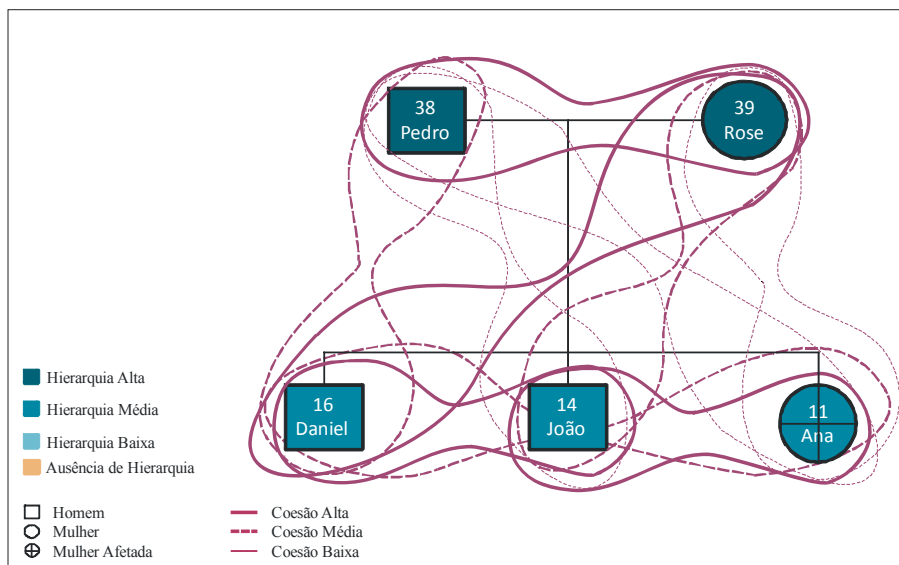 38
Pedro
39
Rose
16
Daniel
14
João
11
Ana
Hierarquia Alta
Hierarquia Média
Hierarquia Baixa
Ausência de Hierarquia
Homem
Mulher
Mulher Afetada
Coesão Alta
Coesão Média
Coesão Baixa